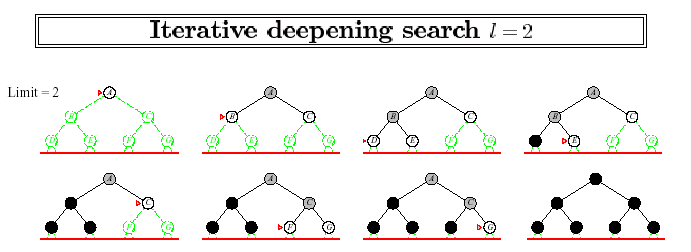 Iterative deepening search l = 2
Limit = 2
A A A A
B C B C B C B C
D E F G D E F G D E F G E F G
A A A
C C C
F G F G G